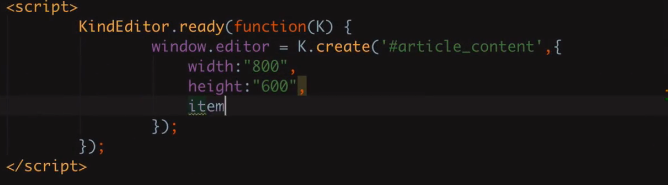 <script>
KindEditor.ready(function(K) {
window.editor = K.create('#article_content',{
width:"800",
height:"600",
item
});
});
</script>